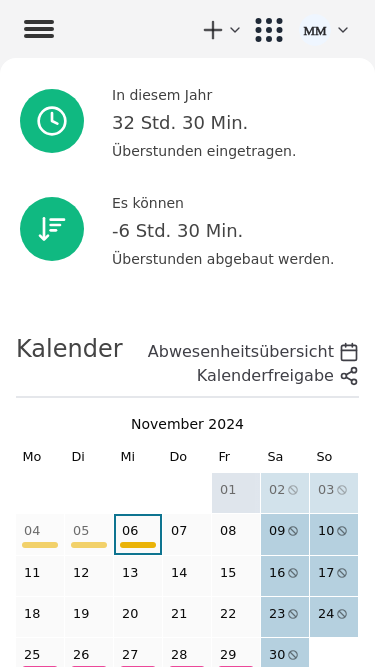 MM
In diesem Jahr
32 Std. 30 Min.
Überstunden eingetragen.
Es können
-6 Std. 30 Min.
Überstunden abgebaut werden.
Kalender
Abwesenheitsübersicht
Kalenderfreigabe
November 2024
Mo Di Mi Do Fr Sa So
01 02 03
04 05 06 07 08 09 10
11 12 13 14 15 16 17
18 19 20 21 22 23 24
25 26 27 28 29 30